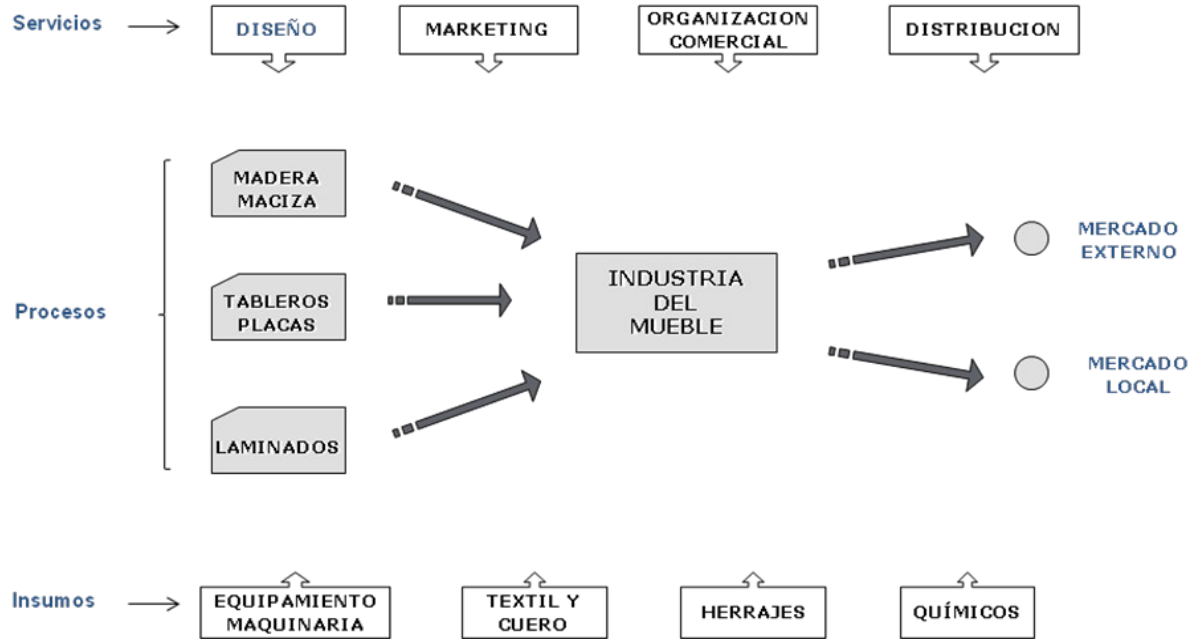 Servicios
DISEÑO
MARKETING
ORGANIZACION
COMERCIAL
DISTRIBUCION
Procesos
MADERA
MACIZA
TABLEROS
PLACAS
LAMINADOS
INDUSTRIA
DEL
MUEBLE
MERCADO
EXTERNO
MERCADO
LOCAL
Insumos
EQUIPAMIENTO
MAQUINARIA
TEXTIL Y
CUERO
HERRAJES
QUÍMICOS